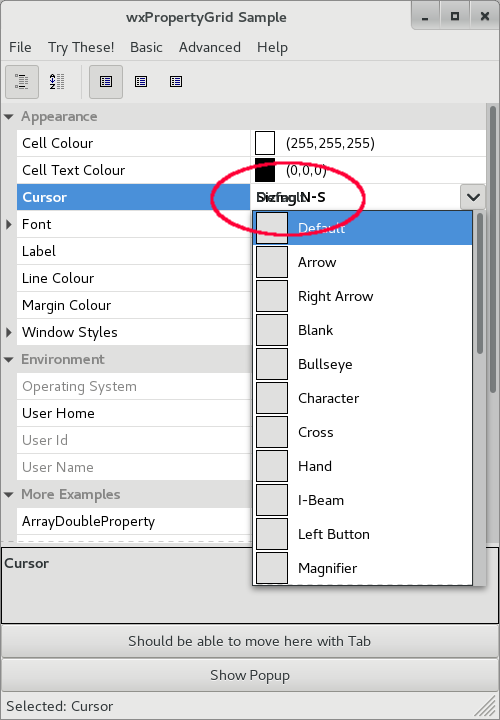 wxPropertyGrid Sample
File Try These! Basic Advanced Help
Appearance
Cell Colour (255,255,255)
Cell Text Colour (0,0,0)
Cursor
Font
Default
Label
Arrow
Line Colour
Right Arrow
Margin Colour
Blank
Window Styles
Bullseye
Environment
Operating System
Character
User Home
Cross
User Id
Hand
User Name
I-Beam
More Examples
ArrayDoubleProperty
Left Button
Cursor
Magnifier
Should be able to move here with Tab
Show Popup
Selected: Cursor